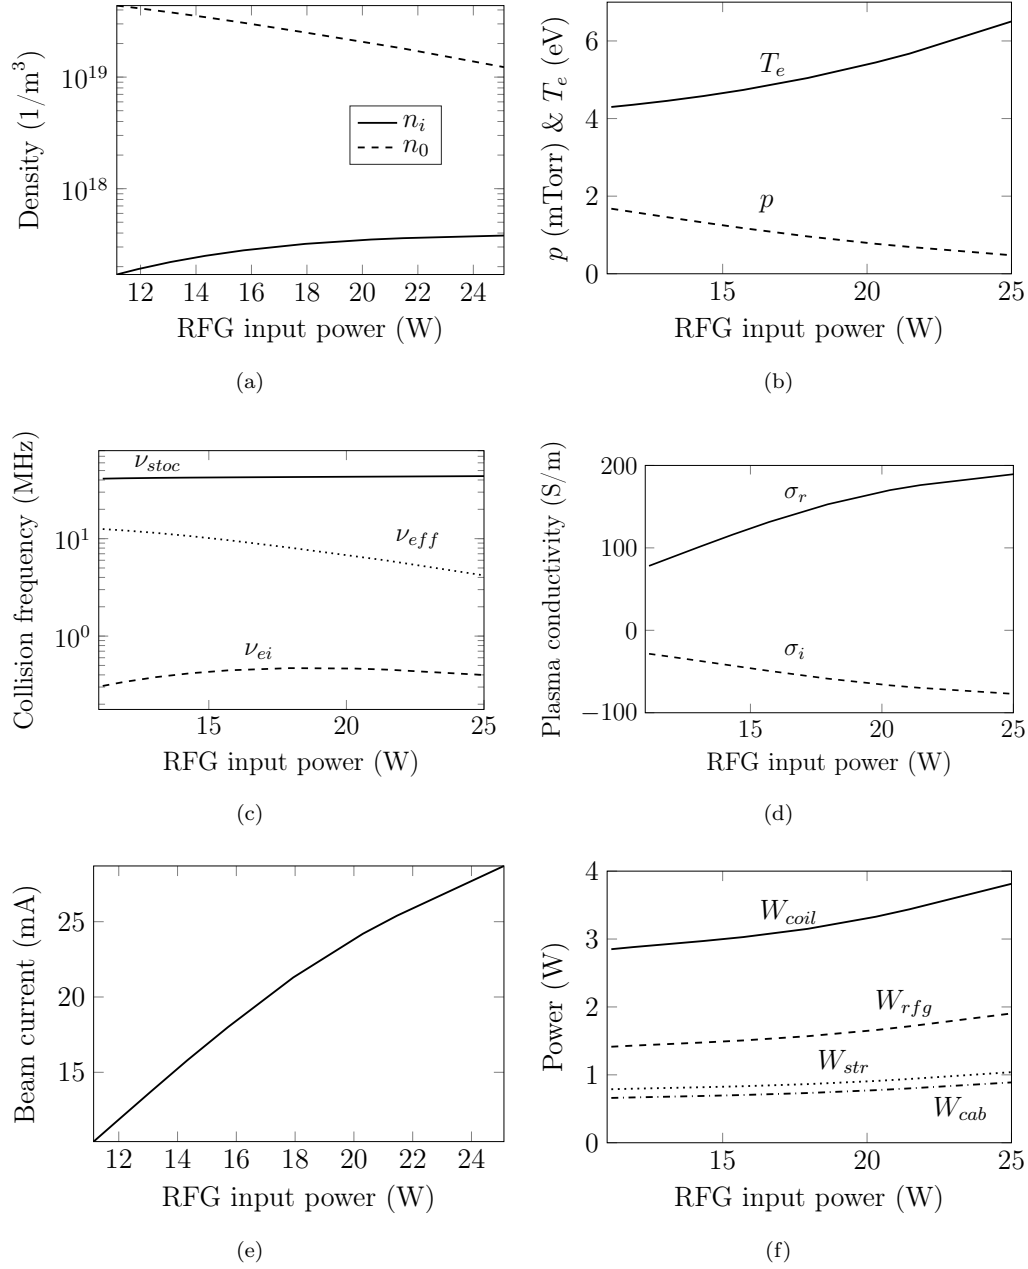 Density (1/m³)
10¹⁹
10¹⁸
n_i
n_0
12 14 16 18 20 22 24
RFG input power (W)
(a)
p (mTorr) & T_e (eV)
6
4
2
0
T_e
p
15 20 25
RFG input power (W)
(b)
Collision frequency (MHz)
10¹
10⁰
ν_stoc
ν_eff
ν_ei
15 20 25
RFG input power (W)
(c)
Plasma conductivity (S/m)
200
100
0
−100
σ_r
σ_i
15 20 25
RFG input power (W)
(d)
Beam current (mA)
25
20
15
12 14 16 18 20 22 24
RFG input power (W)
(e)
Power (W)
4
3
2
1
0
W_coil
W_rfg
W_str
W_cab
15 20 25
RFG input power (W)
(f)